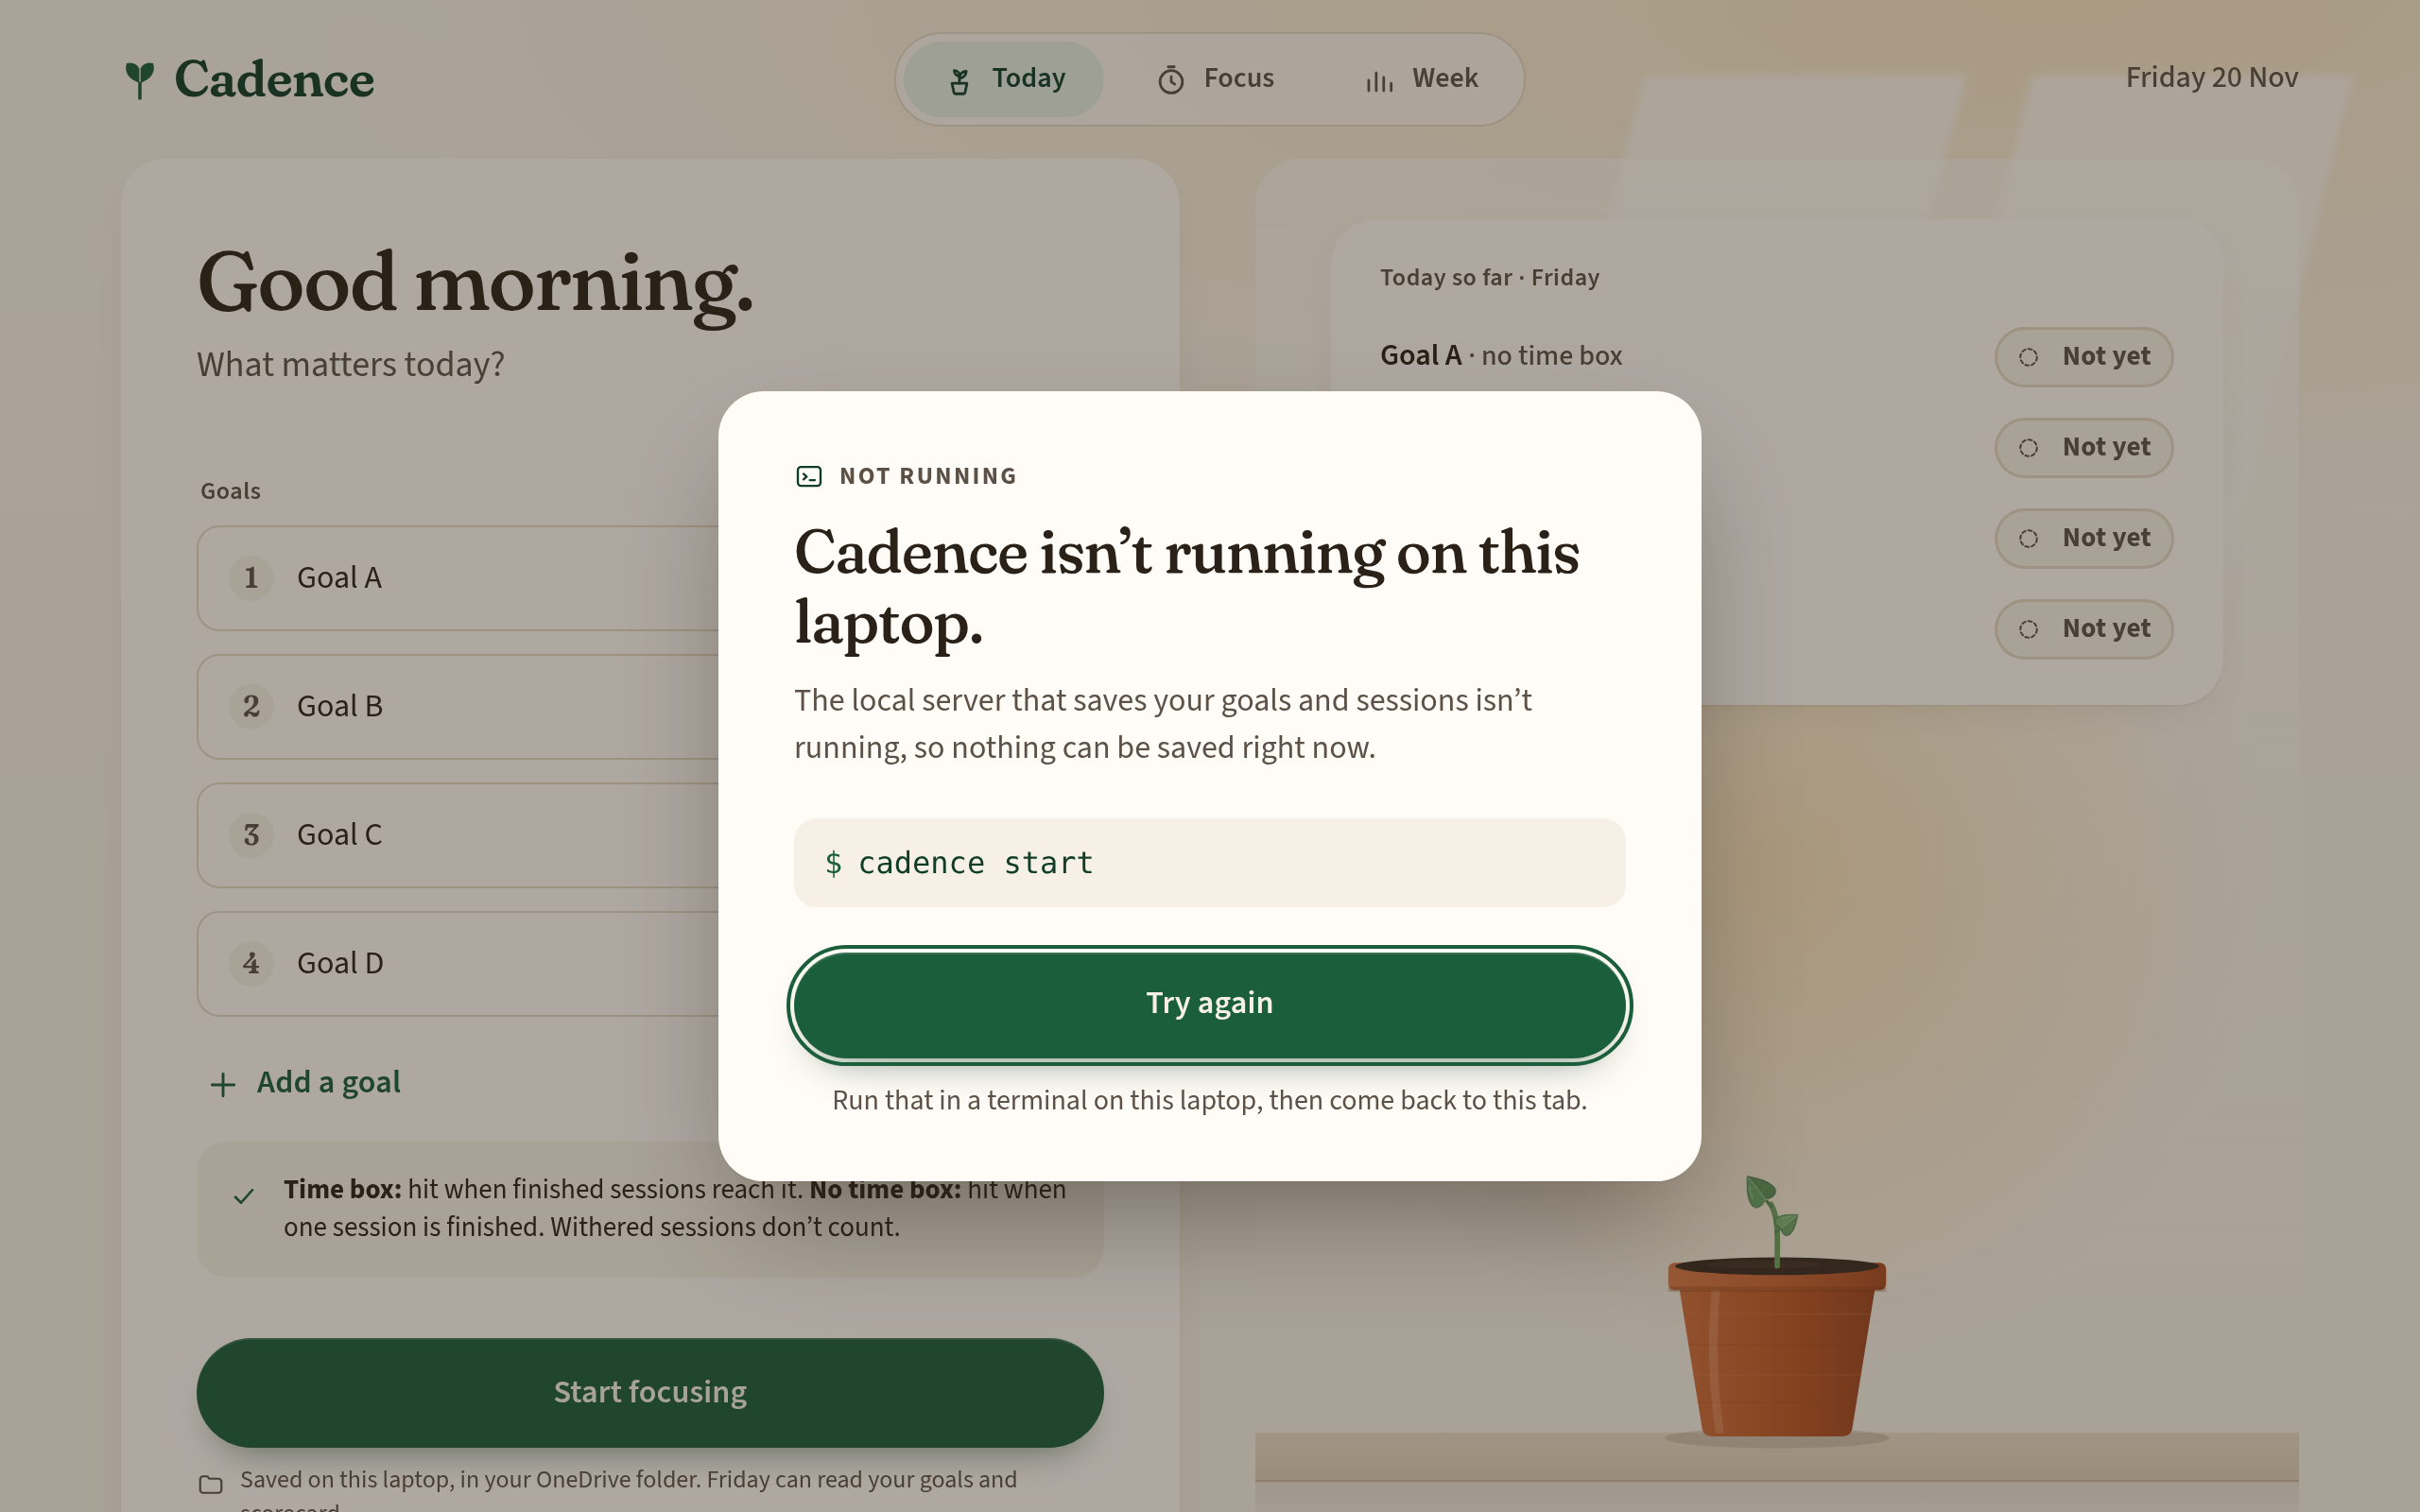 Cadence
Today
Focus
Week
Friday 20 Nov
Good morning.
What matters today?
Goals
1 Goal A
2 Goal B
3 Goal C
4 Goal D
Add a goal
Time box: hit when finished sessions reach it. No time box: hit when
one session is finished. Withered sessions don’t count.
Start focusing
Saved on this laptop, in your OneDrive folder. Friday can read your goals and
scorecard.
Today so far · Friday
Goal A · no time box
Not yet
Not yet
Not yet
Not yet
NOT RUNNING
Cadence isn’t running on this
laptop.
The local server that saves your goals and sessions isn’t
running, so nothing can be saved right now.
$ cadence start
Try again
Run that in a terminal on this laptop, then come back to this tab.